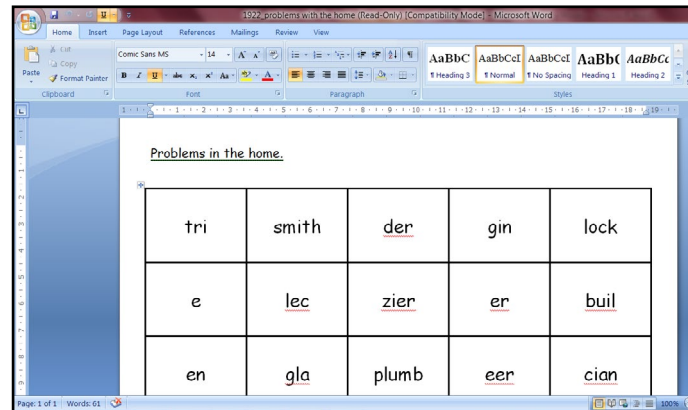 1922_problems with the home (Read-Only) [Compatibility Mode] - Microsoft Word
Home Insert Page Layout References Mailings Review View
Cut
Copy
Paste
Format Painter
Comic Sans MS 14
AaBbC AaBbCcI AaBbCcI AaBb( AaBbCc
¶ Heading 3 ¶ Normal ¶ No Spacing Heading 1 Heading 2
Clipboard Font Paragraph Styles
Problems in the home.
tri smith der gin lock
e lec zier er buil
en gla plumb eer cian
Page: 1 of 1 Words: 61 100%